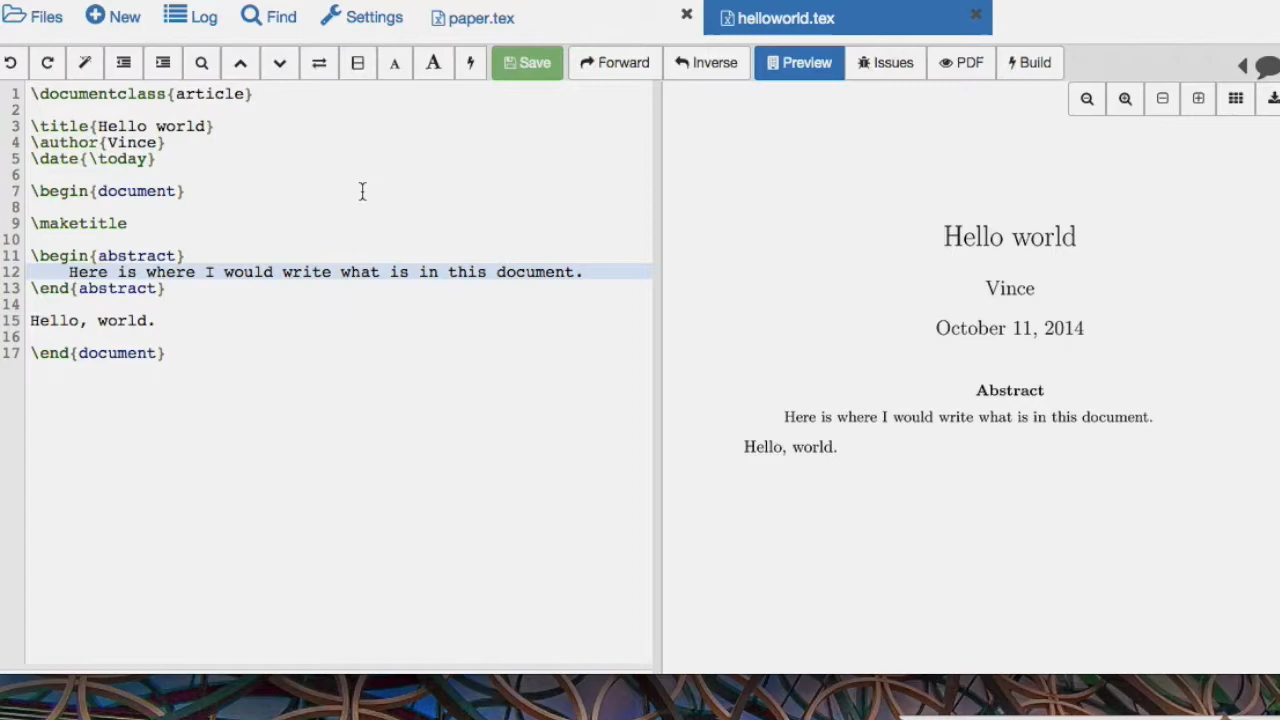 Files New Log Find Settings paper.tex helloworld.tex
A A Save Forward Inverse Preview Issues PDF Build
1 \documentclass{article}
2
3 \title{Hello world}
4 \author{Vince}
5 \date{\today}
6
7 \begin{document}
8
9 \maketitle
10
11 \begin{abstract}
12 Here is where I would write what is in this document.
13 \end{abstract}
14
15 Hello, world.
16
17 \end{document}
Hello world
Vince
October 11, 2014
Abstract
Here is where I would write what is in this document.
Hello, world.